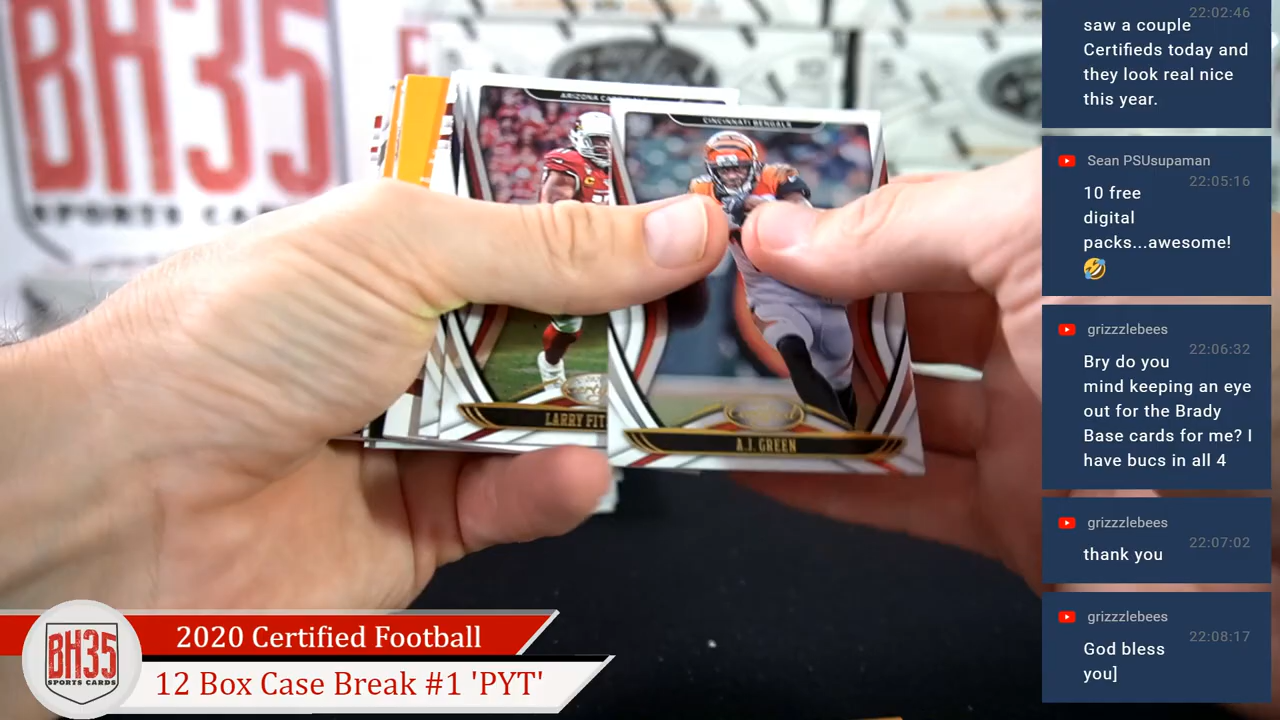 BH35
SPORTS CA
ARIZONA CA
CINCINNATI BENGALS
LARRY FIT
Certified
A.J. GREEN
2020 Certified Football
12 Box Case Break #1 'PYT'
BH35
SPORTS CARDS
22:02:46
saw a couple
Certifieds today and
they look real nice
this year.
Sean PSUsupaman
22:05:16
10 free
digital
packs...awesome!
🤣
grizzzlebees
22:06:32
Bry do you
mind keeping an eye
out for the Brady
Base cards for me? I
have bucs in all 4
grizzzlebees
22:07:02
thank you
grizzzlebees
22:08:17
God bless
you]